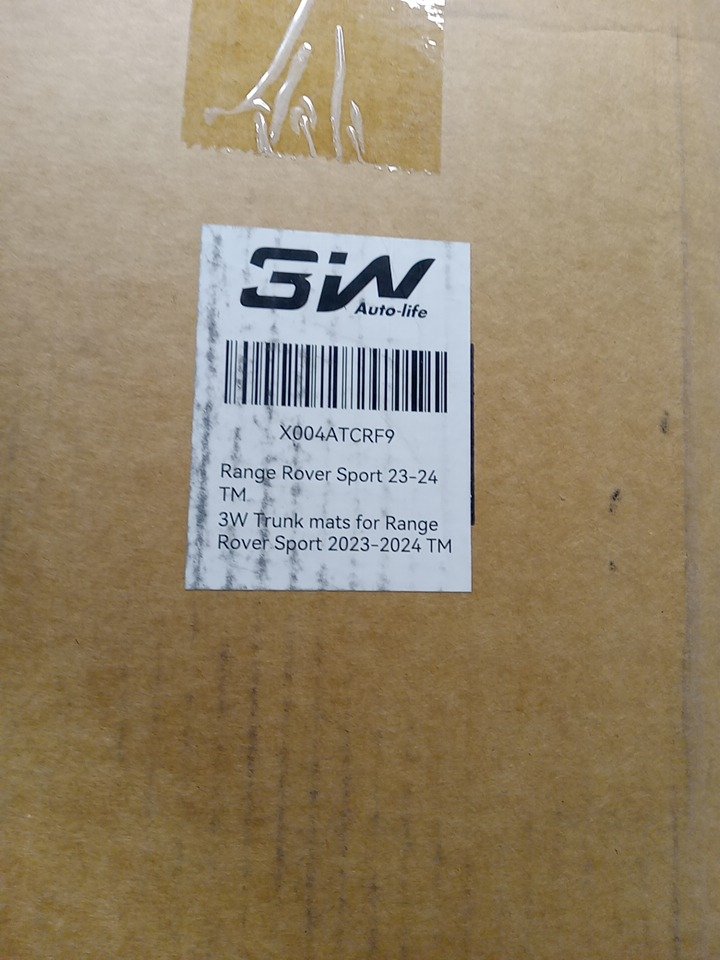 3W
Auto-life
X004ATCRF9
Range Rover Sport 23-24
TM
3W Trunk mats for Range
Rover Sport 2023-2024 TM